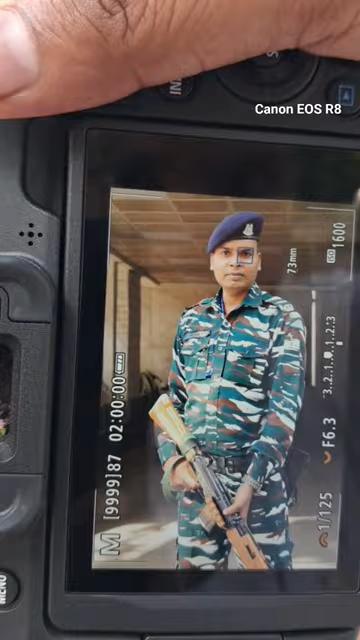 Canon EOS R8
INFO
MENU
M [9999]87 02:00:00
1/125 F6.3 3..2..1..0..1..2..:3 ISO 1600
73mm